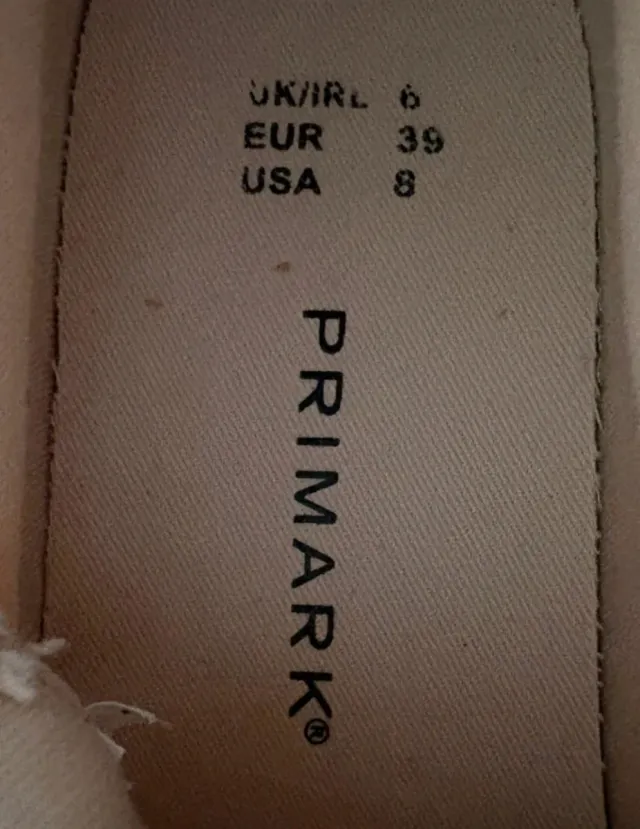 UK/IRL 6
EUR 39
USA 8
PRIMARK®